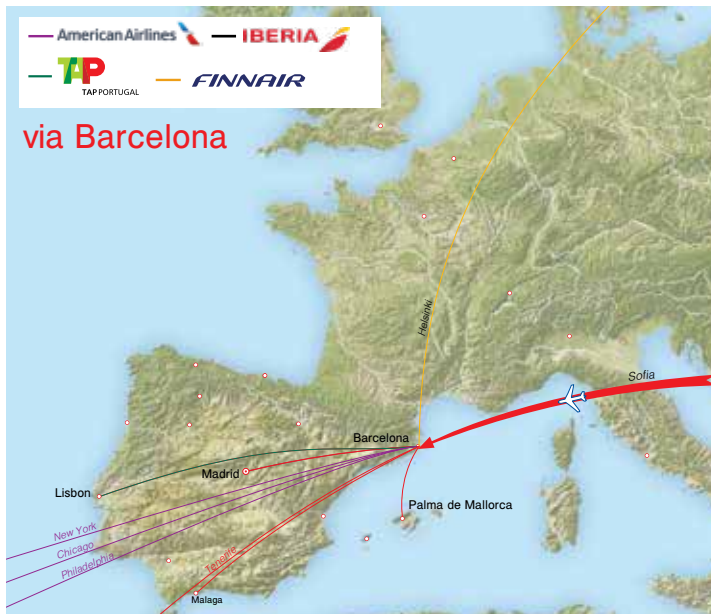 American Airlines
IBERIA
TAP
TAP PORTUGAL
FINNAIR
via Barcelona
Helsinki
Sofia
Barcelona
Madrid
Lisbon
Palma de Mallorca
New York
Chicago
Philadelphia
Tenerife
Malaga